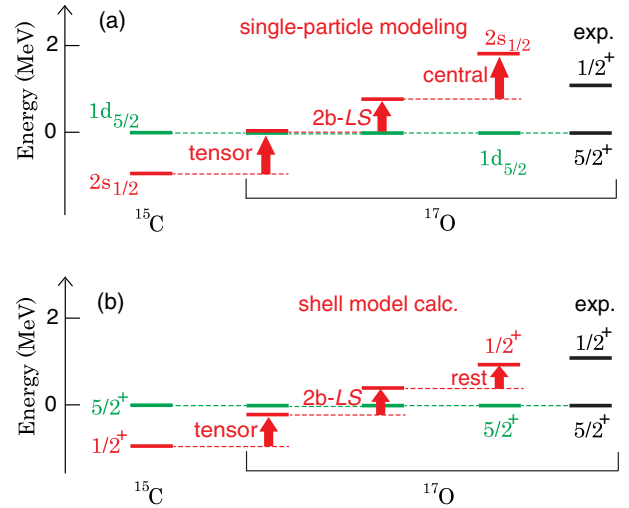 (a)
single-particle modeling
exp.
Energy (MeV)
2
0
2s1/2
1/2+
central
1d5/2
2b-LS
tensor
2s1/2
1d5/2
5/2+
15C
17O
(b)
shell model calc.
exp.
Energy (MeV)
2
0
1/2+
1/2+
rest
5/2+
2b-LS
1/2+
tensor
5/2+
5/2+
15C
17O